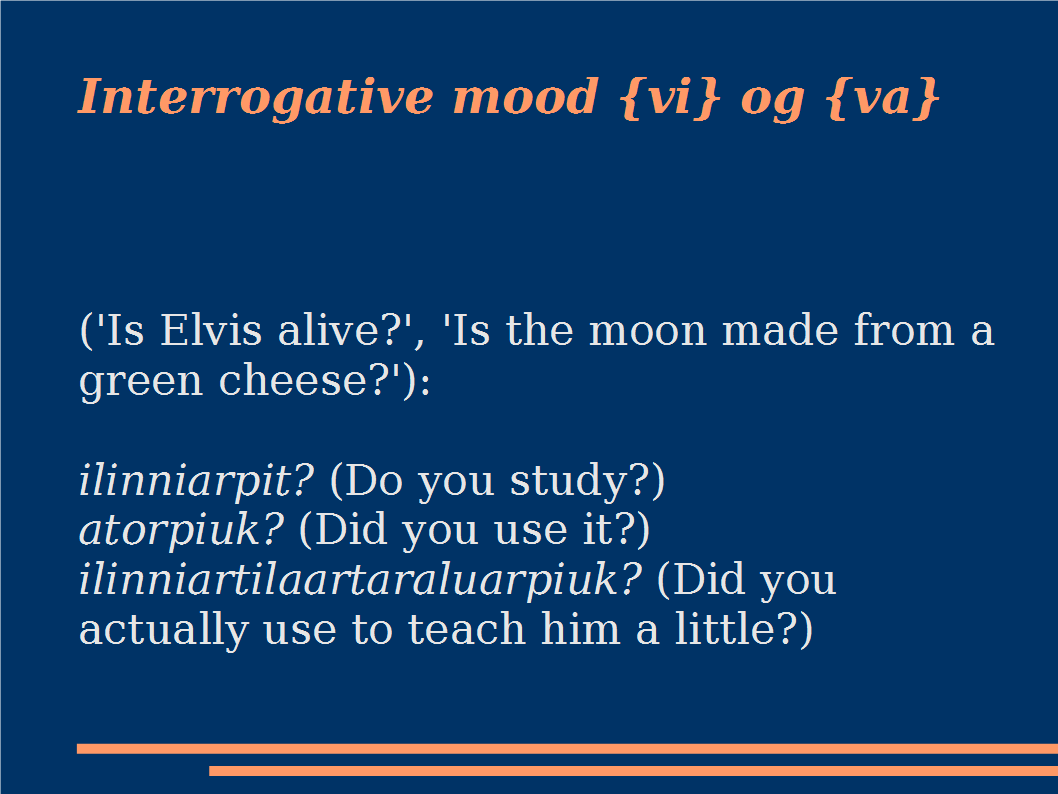 Interrogative mood {vi} og {va}
('Is Elvis alive?', 'Is the moon made from a
green cheese?'):
ilinniarpit? (Do you study?)
atorpiuk? (Did you use it?)
ilinniartilaartaraluarpiuk? (Did you
actually use to teach him a little?)